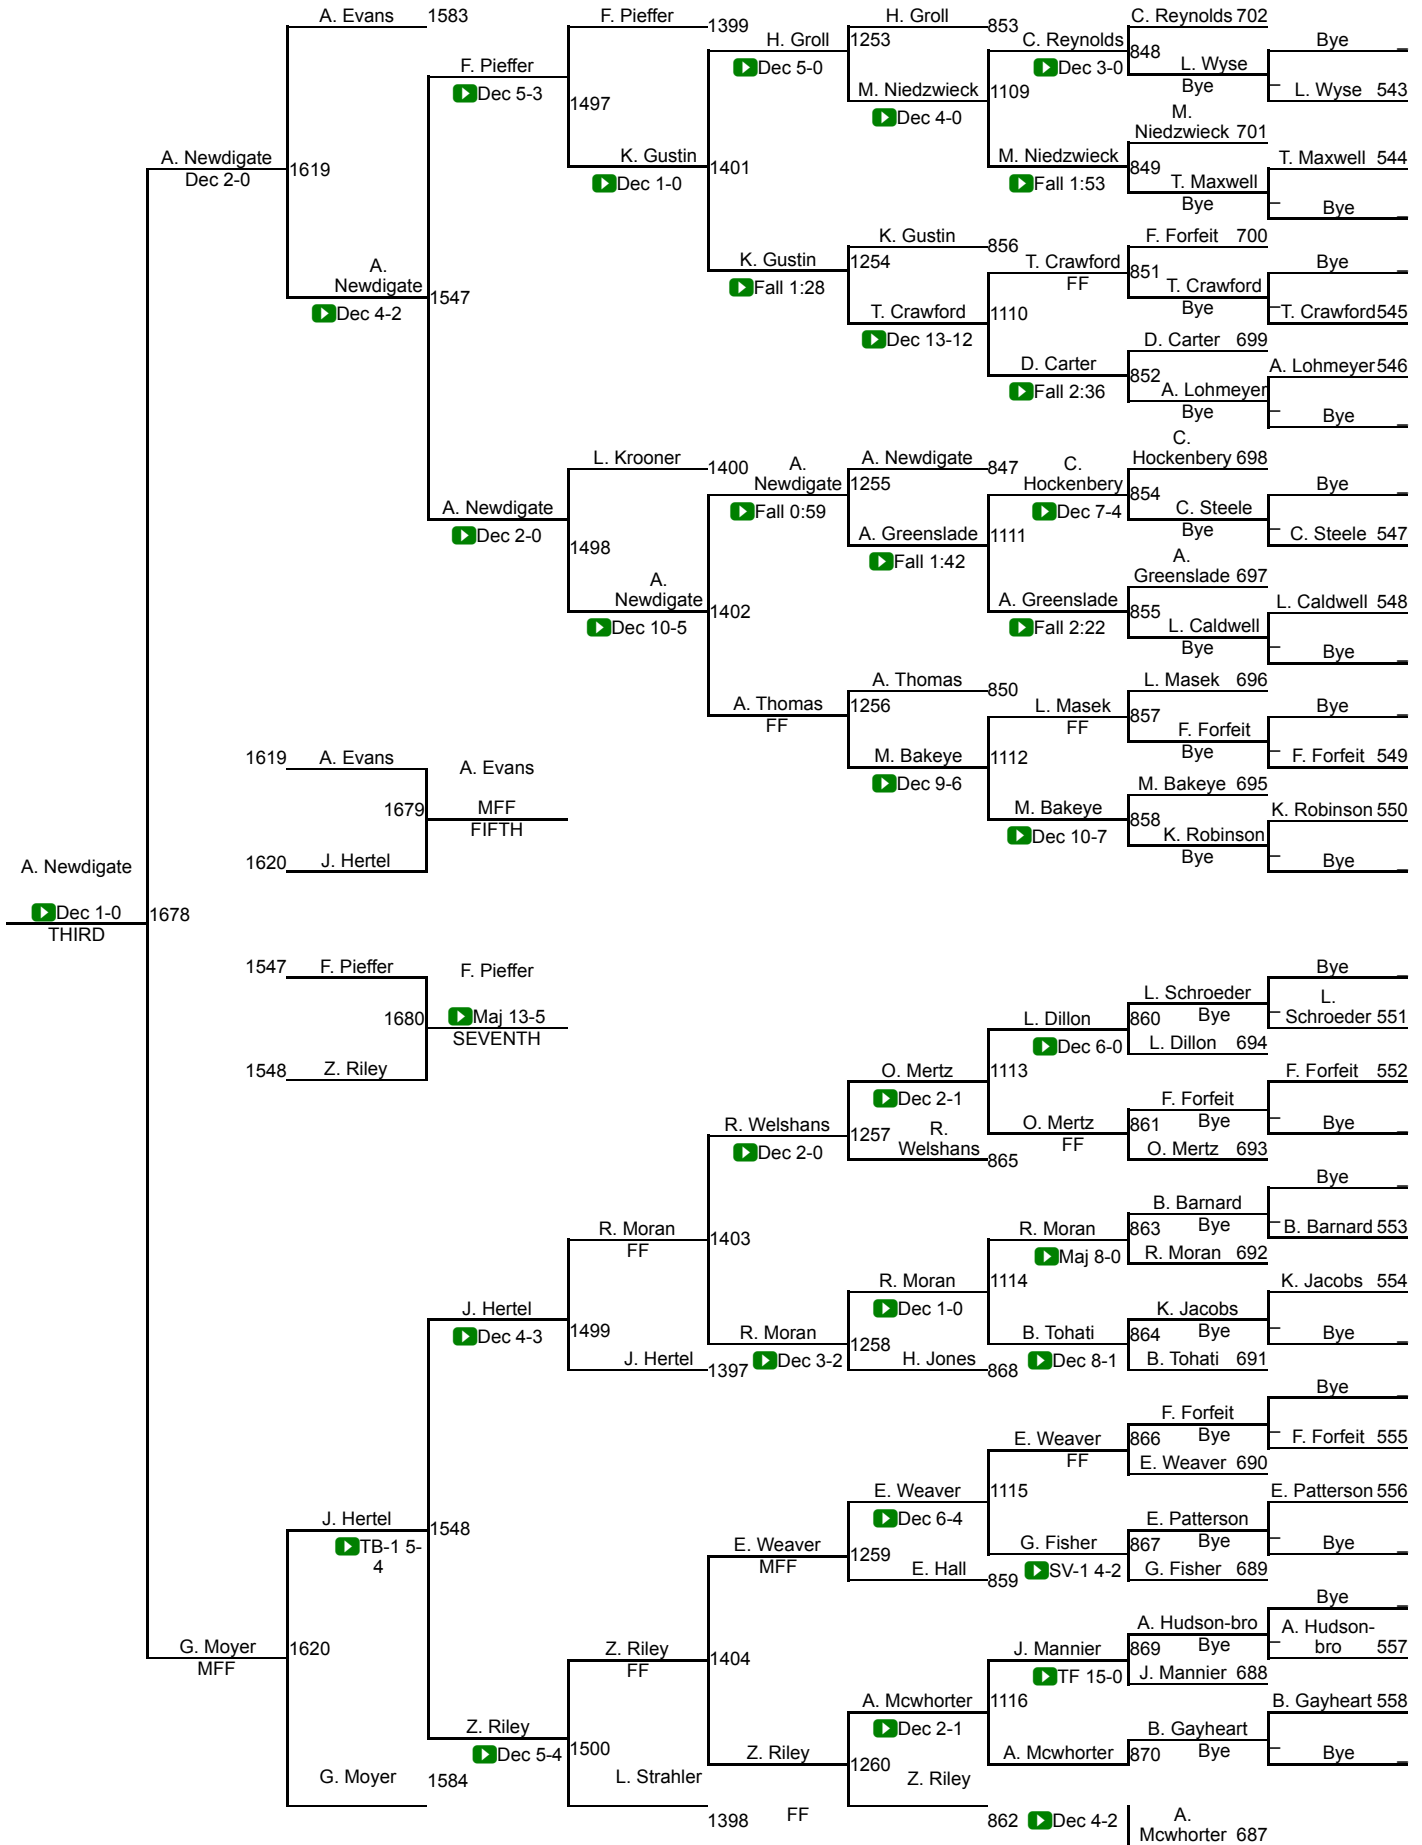 A. Evans 1583 F. Pieffer 1399 H. Groll 853 C. Reynolds 702
H. Groll 1253 C. Reynolds 848 Bye
Dec 5-0 Dec 3-0 L. Wyse
F. Pieffer Bye L. Wyse 543
Dec 5-3 1497 M. Niedzwieck 1109
Dec 4-0 M.
Niedzwieck 701
A. Newdigate 1619 K. Gustin 1401 M. Niedzwieck 849 T. Maxwell 544
Dec 2-0 Dec 1-0 Fall 1:53 T. Maxwell
Bye Bye
K. Gustin 856 F. Forfeit 700
K. Gustin 1254 T. Crawford 851 Bye
Fall 1:28 FF T. Crawford
A.
Newdigate 1547 T. Crawford 1110 Bye T. Crawford 545
Dec 4-2 Dec 13-12 D. Carter 699
D. Carter 852 A. Lohmeyer 546
Fall 2:36 A. Lohmeyer
Bye Bye
C.
L. Krooner 1400 A. Newdigate 847 Hockenbery 698
A.
Newdigate 1255 C.
Hockenbery 854 Bye
Fall 0:59 Dec 7-4 C. Steele
A. Newdigate Bye C. Steele 547
Dec 2-0 1498 A. Greenslade 1111
Fall 1:42 A.
Greenslade 697
A.
Newdigate 1402 A. Greenslade 855 L. Caldwell 548
Dec 10-5 Fall 2:22 L. Caldwell
Bye Bye
A. Thomas 850 L. Masek 696
A. Thomas 1256 L. Masek 857 Bye
FF FF F. Forfeit
1619 A. Evans A. Evans M. Bakeye 1112 Bye F. Forfeit 549
Dec 9-6 M. Bakeye 695
1679 MFF M. Bakeye 858 K. Robinson 550
FIFTH Dec 10-7 K. Robinson
1620 J. Hertel Bye Bye
A. Newdigate
Dec 1-0 1678
THIRD
1547 F. Pieffer F. Pieffer Bye
L. Schroeder L.
Schroeder 551
1680 Maj 13-5 L. Dillon 860 Bye
SEVENTH Dec 6-0 L. Dillon 694
1548 Z. Riley O. Mertz 1113 F. Forfeit 552
Dec 2-1 F. Forfeit
R. Welshans 1257 O. Mertz 861 Bye Bye
Dec 2-0 R.
Welshans 865 FF O. Mertz 693
Bye
B. Barnard
R. Moran 1403 R. Moran 863 Bye B. Barnard 553
FF Maj 8-0 R. Moran 692
R. Moran 1114 K. Jacobs 554
J. Hertel Dec 1-0 K. Jacobs
Dec 4-3 1499 R. Moran 1258 B. Tohati 864 Bye Bye
J. Hertel 1397 Dec 3-2 H. Jones 868 Dec 8-1 B. Tohati 691
Bye
F. Forfeit
E. Weaver 866 Bye F. Forfeit 555
FF E. Weaver 690
E. Weaver 1115 E. Patterson 556
J. Hertel 1548 Dec 6-4 E. Patterson
TB-1 5-
4 E. Weaver 1259 G. Fisher 867 Bye Bye
MFF E. Hall 859 SV-1 4-2 G. Fisher 689
Bye
A. Hudson-bro A. Hudson-
bro 557
G. Moyer 1620 Z. Riley 1404 J. Mannier 869 Bye
MFF FF TF 15-0 J. Mannier 688
A. Mcwhorter 1116 B. Gayheart 558
Z. Riley Dec 2-1 B. Gayheart
Dec 5-4 1500 Z. Riley 1260 A. Mcwhorter 870 Bye Bye
G. Moyer 1584 L. Strahler Z. Riley
1398 FF 862 Dec 4-2 A.
Mcwhorter 687